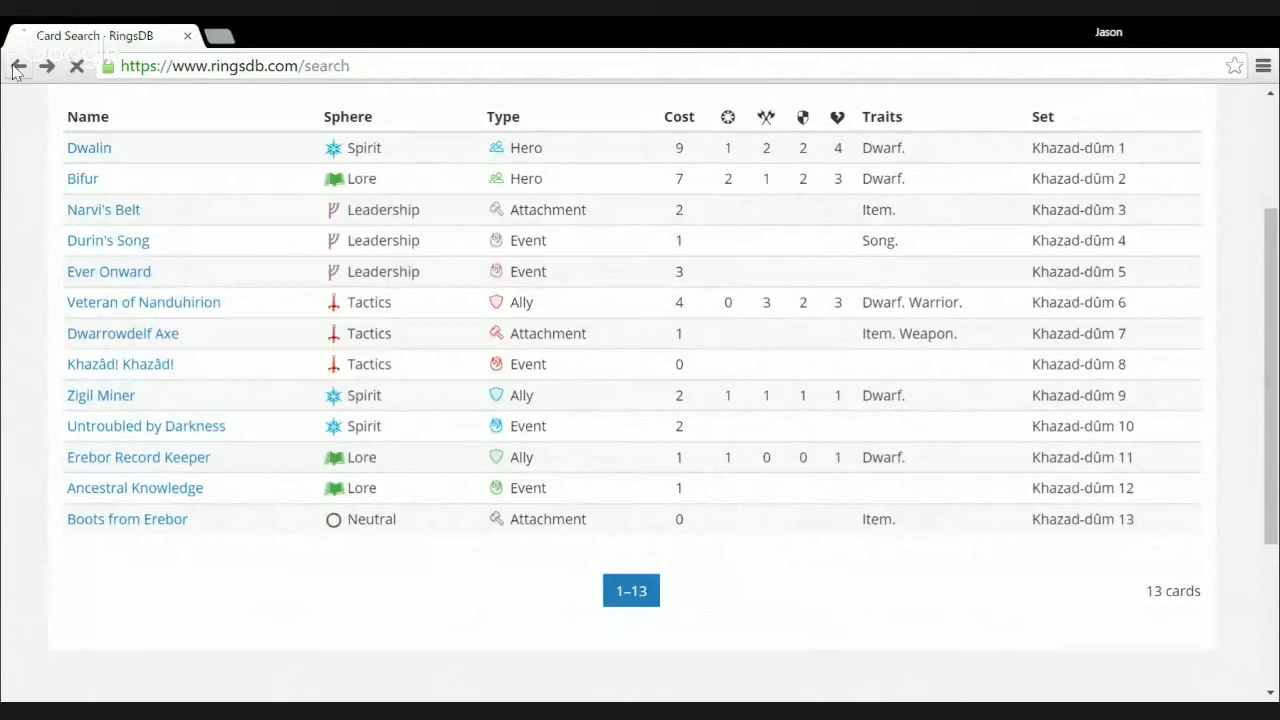 Card Search · RingsDB
Jason
https://www.ringsdb.com/search
Name Sphere Type Cost Traits Set
Dwalin Spirit Hero 9 1 2 2 4 Dwarf. Khazad-dûm 1
Bifur Lore Hero 7 2 1 2 3 Dwarf. Khazad-dûm 2
Narvi's Belt Leadership Attachment 2 Item. Khazad-dûm 3
Durin's Song Leadership Event 1 Song. Khazad-dûm 4
Ever Onward Leadership Event 3 Khazad-dûm 5
Veteran of Nanduhirion Tactics Ally 4 0 3 2 3 Dwarf. Warrior. Khazad-dûm 6
Dwarrowdelf Axe Tactics Attachment 1 Item. Weapon. Khazad-dûm 7
Khazâd! Khazâd! Tactics Event 0 Khazad-dûm 8
Zigil Miner Spirit Ally 2 1 1 1 1 Dwarf. Khazad-dûm 9
Untroubled by Darkness Spirit Event 2 Khazad-dûm 10
Erebor Record Keeper Lore Ally 1 1 0 0 1 Dwarf. Khazad-dûm 11
Ancestral Knowledge Lore Event 1 Khazad-dûm 12
Boots from Erebor Neutral Attachment 0 Item. Khazad-dûm 13
1–13
13 cards